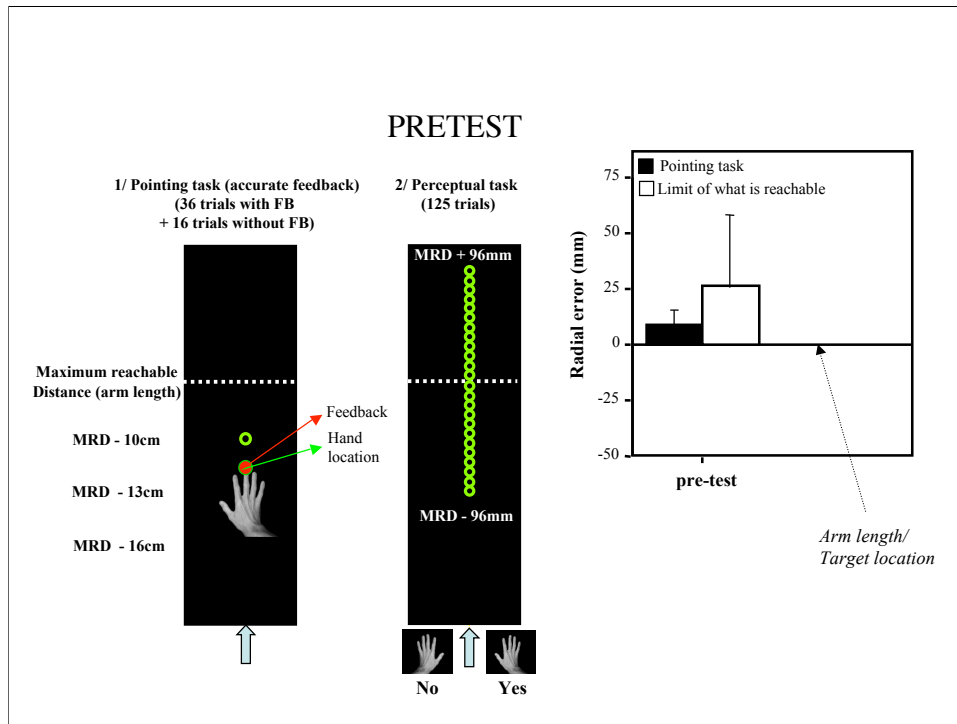 PRETEST
1/ Pointing task (accurate feedback)
(36 trials with FB
+ 16 trials without FB)
Maximum reachable
Distance (arm length)
MRD - 10cm
MRD - 13cm
MRD - 16cm
Feedback
Hand
location
2/ Perceptual task
(125 trials)
MRD + 96mm
MRD - 96mm
No
Yes
Pointing task
Limit of what is reachable
Radial error (mm)
75
50
25
0
-25
-50
pre-test
Arm length/
Target location